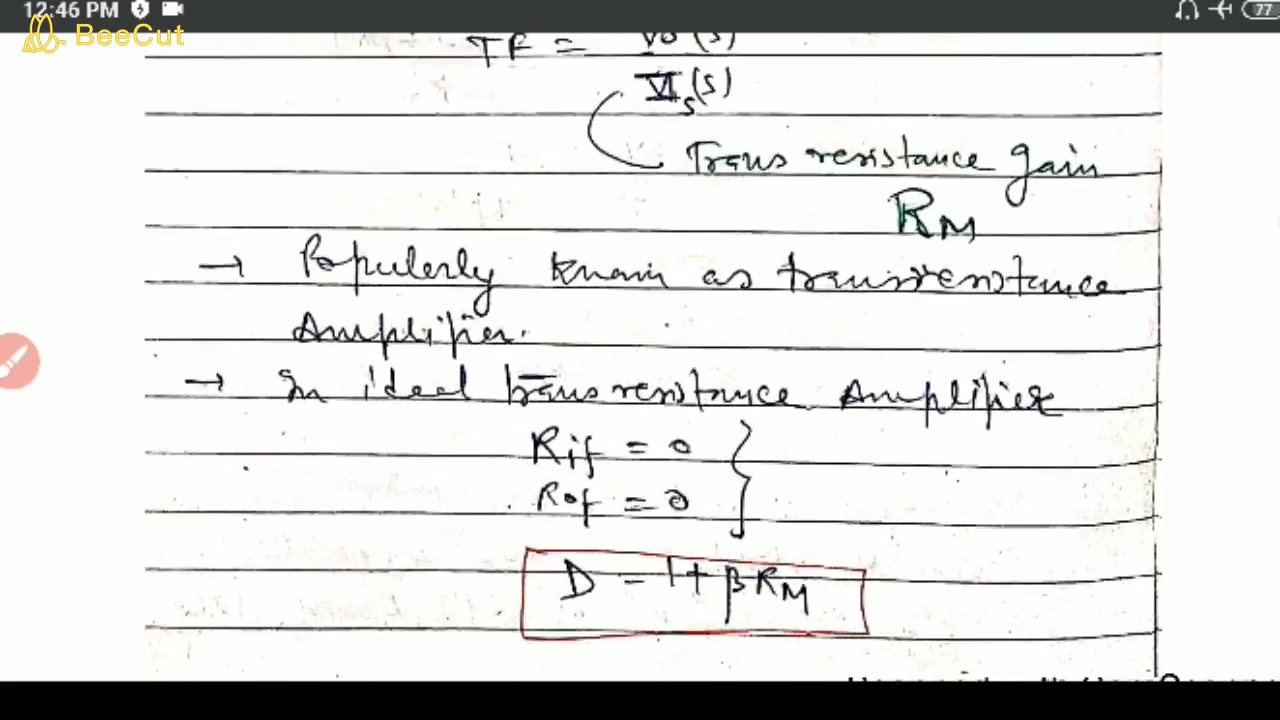 12:46 PM
77
BeeCut
TF = Vo(s)
Is(s)
Trans resistance gain
RM
→ Popularly known as transresistance
Amplifier.
→ In ideal transresistance Amplifier
Rif = 0
Rof = 0
D = 1 + βRM